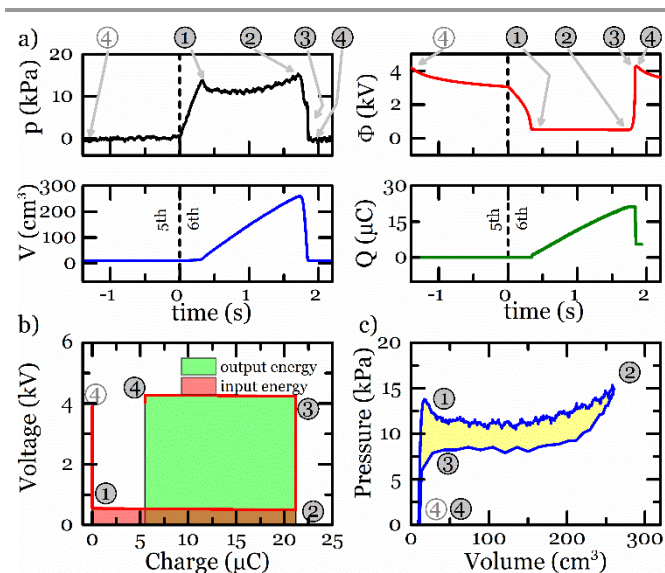 a)
④ ① ② ③ ④
p (kPa)
20
10
0
④ ① ② ③ ④
Φ (kV)
4
2
0
V (cm³)
300
200
100
0
5th
6th
-1 0 1 2
time (s)
Q (µC)
30
15
0
5th
6th
-1 0 1 2
time (s)
b)
Voltage (kV)
6
4
2
0
④ ④ ③ ① ②
output energy
input energy
0 5 10 15 20 25
Charge (µC)
c)
Pressure (kPa)
20
15
10
5
0
① ② ③ ④ ④
0 100 200 300
Volume (cm³)